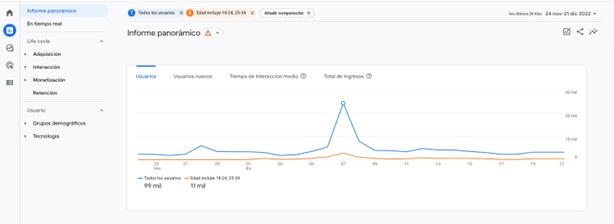 Informe panorámico
En tiempo real
Life cycle
Adquisición
Interacción
Monetización
Retención
Usuario
Grupos demográficos
Tecnología
T Todos los usuarios E Edad incluye 18-24, 25-34 Añadir comparación +
los últimos 28 días 24 nov-21 dic 2022
Informe panorámico
Usuarios Usuarios nuevos Tiempo de interacción medio Total de ingresos
30 mil
20 mil
10 mil
0
25 27 29 01 03 05 07 09 11 13 15 17 19 21
nov dic
Todos los usuarios Edad incluye 18-24, 25-34
99 mil 11 mil